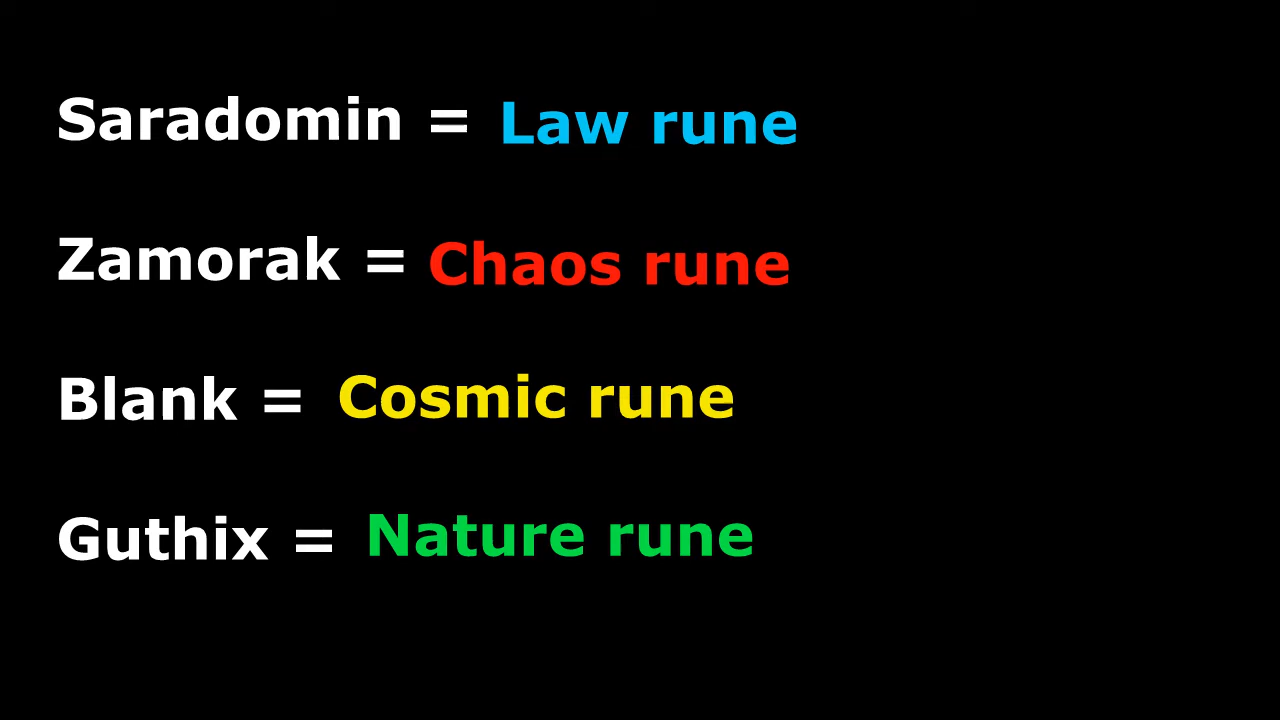 Saradomin = Law rune
Zamorak = Chaos rune
Blank = Cosmic rune
Guthix = Nature rune